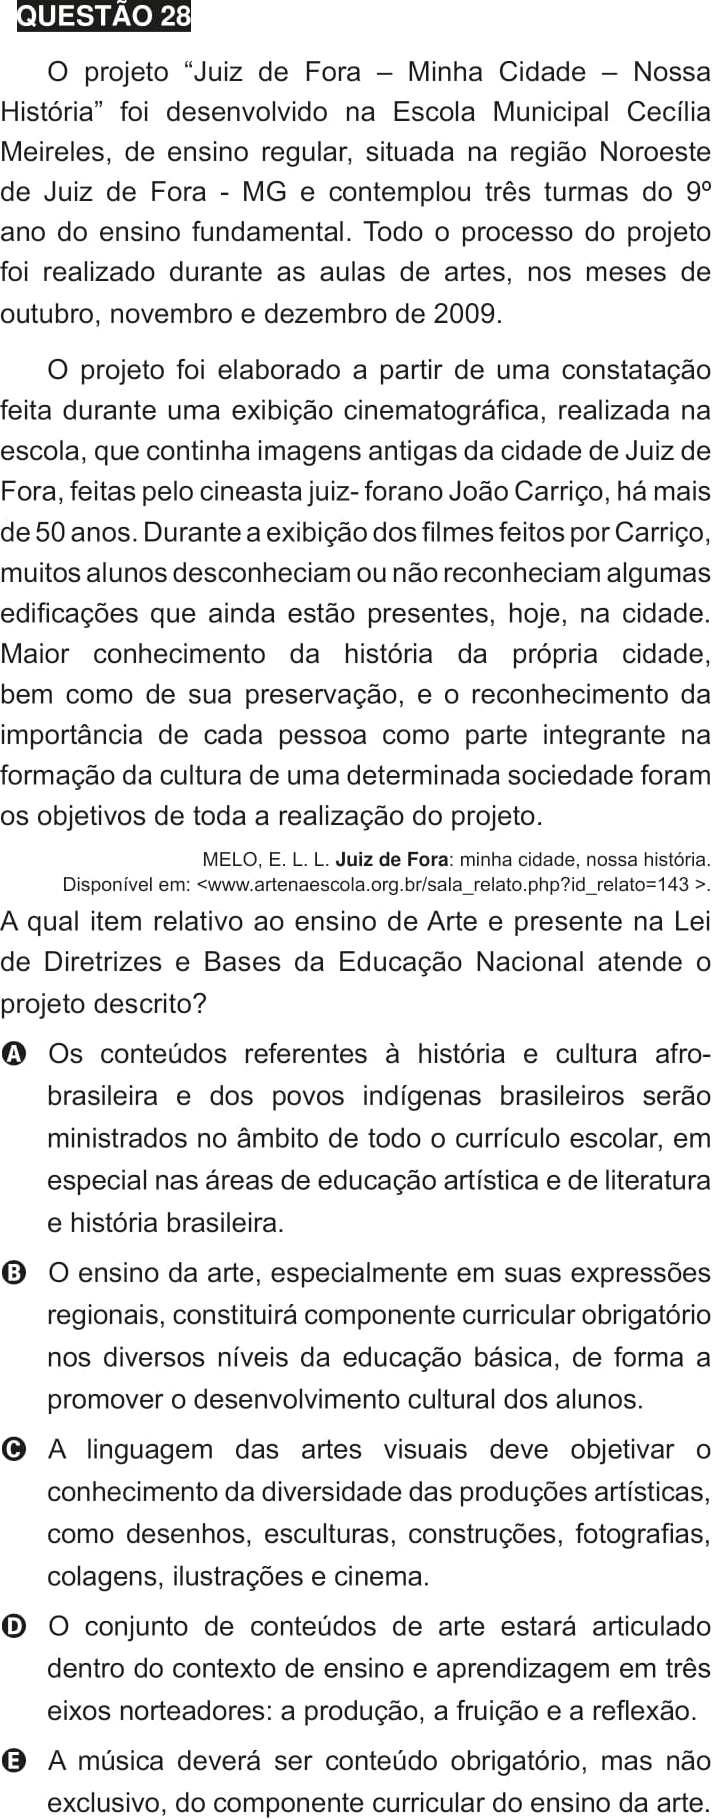 QUESTÃO 28
O projeto “Juiz de Fora – Minha Cidade – Nossa
História” foi desenvolvido na Escola Municipal Cecília
Meireles, de ensino regular, situada na região Noroeste
de Juiz de Fora - MG e contemplou três turmas do 9º
ano do ensino fundamental. Todo o processo do projeto
foi realizado durante as aulas de artes, nos meses de
outubro, novembro e dezembro de 2009.
O projeto foi elaborado a partir de uma constatação
feita durante uma exibição cinematográfica, realizada na
escola, que continha imagens antigas da cidade de Juiz de
Fora, feitas pelo cineasta juiz- forano João Carriço, há mais
de 50 anos. Durante a exibição dos filmes feitos por Carriço,
muitos alunos desconheciam ou não reconheciam algumas
edificações que ainda estão presentes, hoje, na cidade.
Maior conhecimento da história da própria cidade,
bem como de sua preservação, e o reconhecimento da
importância de cada pessoa como parte integrante na
formação da cultura de uma determinada sociedade foram
os objetivos de toda a realização do projeto.
MELO, E. L. L. Juiz de Fora: minha cidade, nossa história.
Disponível em: <www.artenaescola.org.br/sala_relato.php?id_relato=143 >.
A qual item relativo ao ensino de Arte e presente na Lei
de Diretrizes e Bases da Educação Nacional atende o
projeto descrito?
A Os conteúdos referentes à história e cultura afro-
brasileira e dos povos indígenas brasileiros serão
ministrados no âmbito de todo o currículo escolar, em
especial nas áreas de educação artística e de literatura
e história brasileira.
B O ensino da arte, especialmente em suas expressões
regionais, constituirá componente curricular obrigatório
nos diversos níveis da educação básica, de forma a
promover o desenvolvimento cultural dos alunos.
C A linguagem das artes visuais deve objetivar o
conhecimento da diversidade das produções artísticas,
como desenhos, esculturas, construções, fotografias,
colagens, ilustrações e cinema.
D O conjunto de conteúdos de arte estará articulado
dentro do contexto de ensino e aprendizagem em três
eixos norteadores: a produção, a fruição e a reflexão.
E A música deverá ser conteúdo obrigatório, mas não
exclusivo, do componente curricular do ensino da arte.